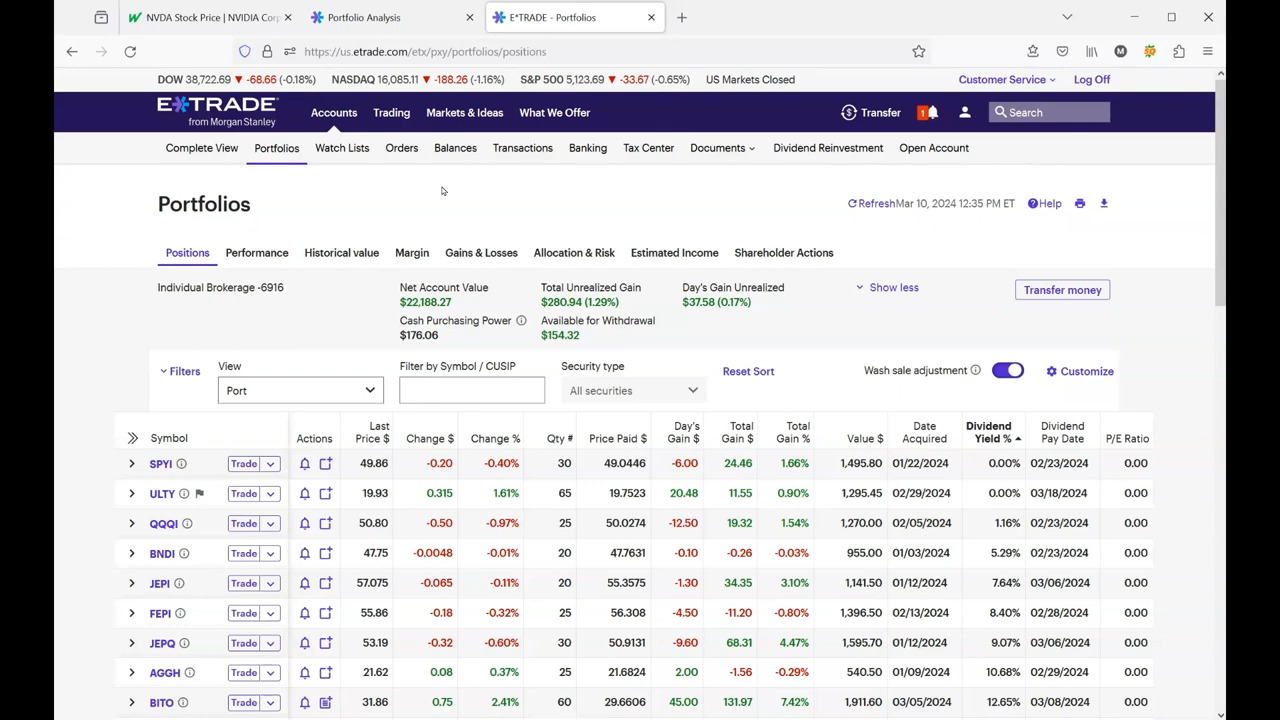 NVDA Stock Price | NVIDIA Corp
Portfolio Analysis
E*TRADE - Portfolios
https://us.etrade.com/etx/pxy/portfolios/positions
DOW 38,722.69 ▼ -68.66 (-0.18%) NASDAQ 16,085.11 ▼ -188.26 (-1.16%) S&P 500 5,123.69 ▼ -33.67 (-0.65%) US Markets Closed
Customer Service Log Off
E*TRADE
from Morgan Stanley
Accounts Trading Markets & Ideas What We Offer
Transfer 1 Search
Complete View Portfolios Watch Lists Orders Balances Transactions Banking Tax Center Documents Dividend Reinvestment Open Account
Portfolios
Refresh Mar 10, 2024 12:35 PM ET Help
Positions Performance Historical value Margin Gains & Losses Allocation & Risk Estimated Income Shareholder Actions
Individual Brokerage -6916
Net Account Value Total Unrealized Gain Day's Gain Unrealized
$22,188.27 $280.94 (1.29%) $37.58 (0.17%)
Cash Purchasing Power Available for Withdrawal
$176.06 $154.32
Show less
Transfer money
Filters
View
Port
Filter by Symbol / CUSIP
Security type
All securities
Reset Sort
Wash sale adjustment
Customize
Symbol Actions Last Price $ Change $ Change % Qty # Price Paid $ Day's Gain $ Total Gain $ Total Gain % Value $ Date Acquired Dividend Yield % Dividend Pay Date P/E Ratio
SPYI Trade 49.86 -0.20 -0.40% 30 49.0446 -6.00 24.46 1.66% 1,495.80 01/22/2024 0.00% 02/23/2024 0.00
ULTY Trade 19.93 0.315 1.61% 65 19.7523 20.48 11.55 0.90% 1,295.45 02/29/2024 0.00% 03/18/2024 0.00
QQQI Trade 50.80 -0.50 -0.97% 25 50.0274 -12.50 19.32 1.54% 1,270.00 02/05/2024 1.16% 02/23/2024 0.00
BNDI Trade 47.75 -0.0048 -0.01% 20 47.7631 -0.10 -0.26 -0.03% 955.00 01/03/2024 5.29% 02/23/2024 0.00
JEPI Trade 57.075 -0.065 -0.11% 20 55.3575 -1.30 34.35 3.10% 1,141.50 01/12/2024 7.64% 03/06/2024 0.00
FEPI Trade 55.86 -0.18 -0.32% 25 56.308 -4.50 -11.20 -0.80% 1,396.50 02/13/2024 8.40% 02/28/2024 0.00
JEPQ Trade 53.19 -0.32 -0.60% 30 50.9131 -9.60 68.31 4.47% 1,595.70 01/12/2024 9.07% 03/06/2024 0.00
AGGH Trade 21.62 0.08 0.37% 25 21.6824 2.00 -1.56 -0.29% 540.50 01/09/2024 10.68% 02/29/2024 0.00
BITO Trade 31.86 0.75 2.41% 60 29.6606 45.00 131.97 7.42% 1,911.60 03/05/2024 12.65% 03/08/2024 0.00